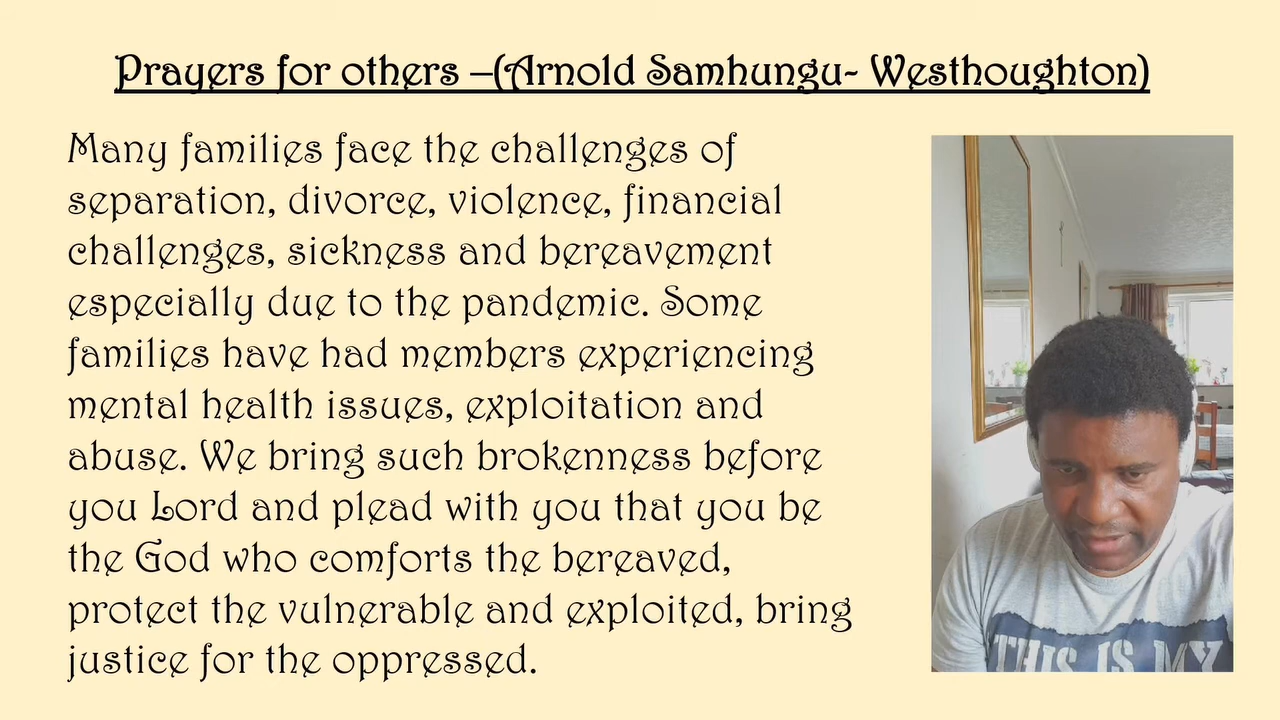 Prayers for others –(Arnold Samhungu- Westhoughton)
Many families face the challenges of
separation, divorce, violence, financial
challenges, sickness and bereavement
especially due to the pandemic. Some
families have had members experiencing
mental health issues, exploitation and
abuse. We bring such brokenness before
you Lord and plead with you that you be
the God who comforts the bereaved,
protect the vulnerable and exploited, bring
justice for the oppressed.
THIS IS MY